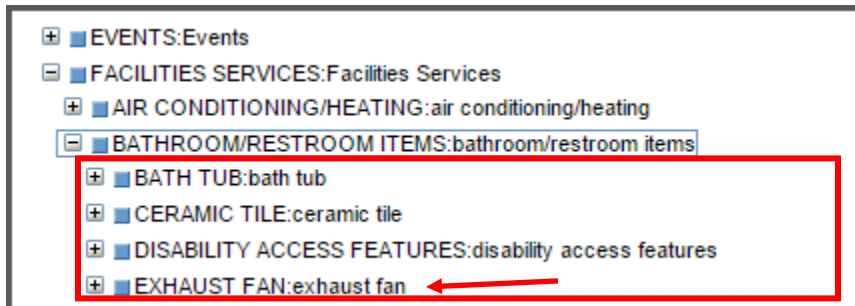 EVENTS:Events
FACILITIES SERVICES:Facilities Services
AIR CONDITIONING/HEATING:air conditioning/heating
BATHROOM/RESTROOM ITEMS:bathroom/restroom items
BATH TUB:bath tub
CERAMIC TILE:ceramic tile
DISABILITY ACCESS FEATURES:disability access features
EXHAUST FAN:exhaust fan